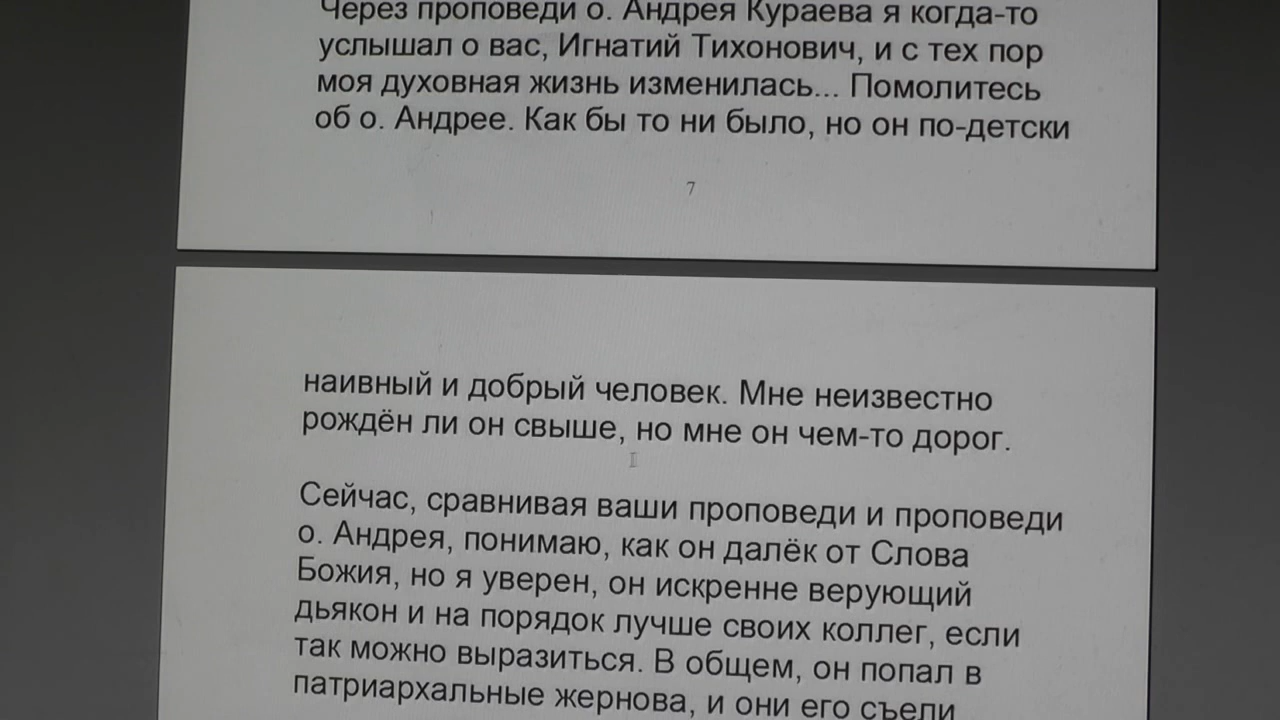 Через проповеди о. Андрея Кураева я когда-то
услышал о вас, Игнатий Тихонович, и с тех пор
моя духовная жизнь изменилась... Помолитесь
об о. Андрее. Как бы то ни было, но он по-детски
7
наивный и добрый человек. Мне неизвестно
рождён ли он свыше, но мне он чем-то дорог.
Сейчас, сравнивая ваши проповеди и проповеди
о. Андрея, понимаю, как он далёк от Слова
Божия, но я уверен, он искренне верующий
дьякон и на порядок лучше своих коллег, если
так можно выразиться. В общем, он попал в
патриархальные жернова, и они его съели